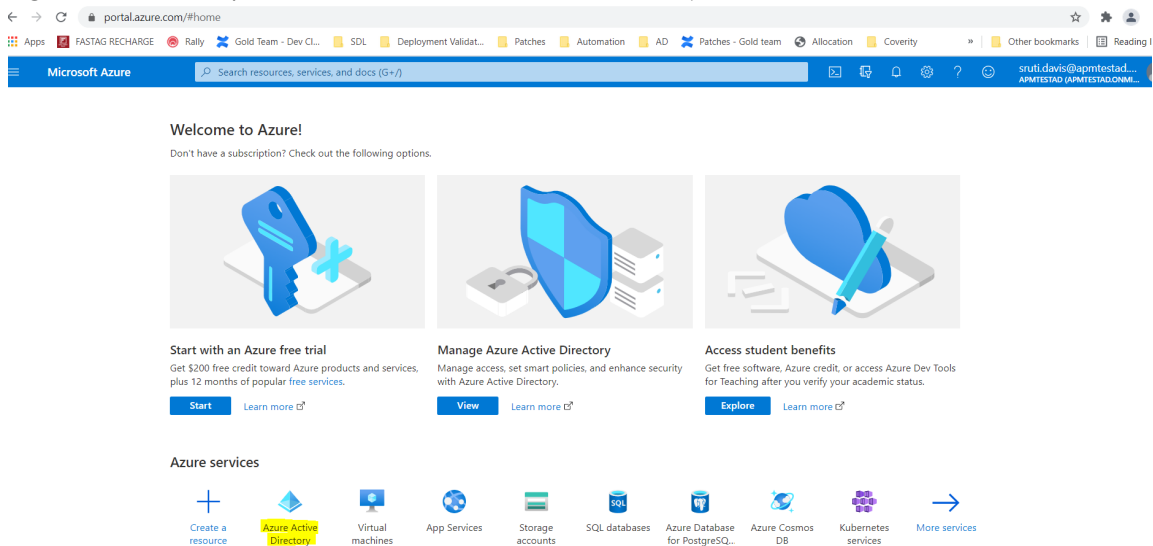 portal.azure.com/#home
Apps FASTAG RECHARGE Rally Gold Team - Dev Cl... SDL Deployment Validat... Patches Automation AD Patches - Gold team Allocation Coverity » Other bookmarks Reading l
Microsoft Azure Search resources, services, and docs (G+/) sruti.davis@apmtestad....
APMTESTAD (APMTESTAD.ONMI...
Welcome to Azure!
Don't have a subscription? Check out the following options.
Start with an Azure free trial
Get $200 free credit toward Azure products and services,
plus 12 months of popular free services.
Start Learn more
Manage Azure Active Directory
Manage access, set smart policies, and enhance security
with Azure Active Directory.
View Learn more
Access student benefits
Get free software, Azure credit, or access Azure Dev Tools
for Teaching after you verify your academic status.
Explore Learn more
Azure services
Create a
resource
Azure Active
Directory
Virtual
machines
App Services
Storage
accounts
SQL
SQL databases
Azure Database
for PostgreSQ...
Azure Cosmos
DB
Kubernetes
services
More services